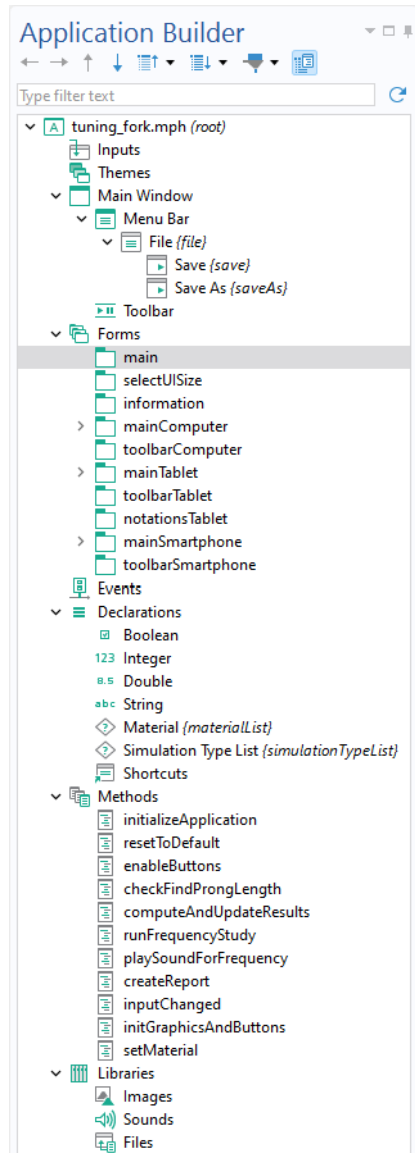 Application Builder
Type filter text
A tuning_fork.mph (root)
Inputs
Themes
Main Window
Menu Bar
File {file}
Save {save}
Save As {saveAs}
Toolbar
Forms
main
selectUISize
information
mainComputer
toolbarComputer
mainTablet
toolbarTablet
notationsTablet
mainSmartphone
toolbarSmartphone
Events
Declarations
Boolean
123 Integer
8.5 Double
abc String
? Material {materialList}
? Simulation Type List {simulationTypeList}
Shortcuts
Methods
initializeApplication
resetToDefault
enableButtons
checkFindProngLength
computeAndUpdateResults
runFrequencyStudy
playSoundForFrequency
createReport
inputChanged
initGraphicsAndButtons
setMaterial
Libraries
Images
Sounds
Files